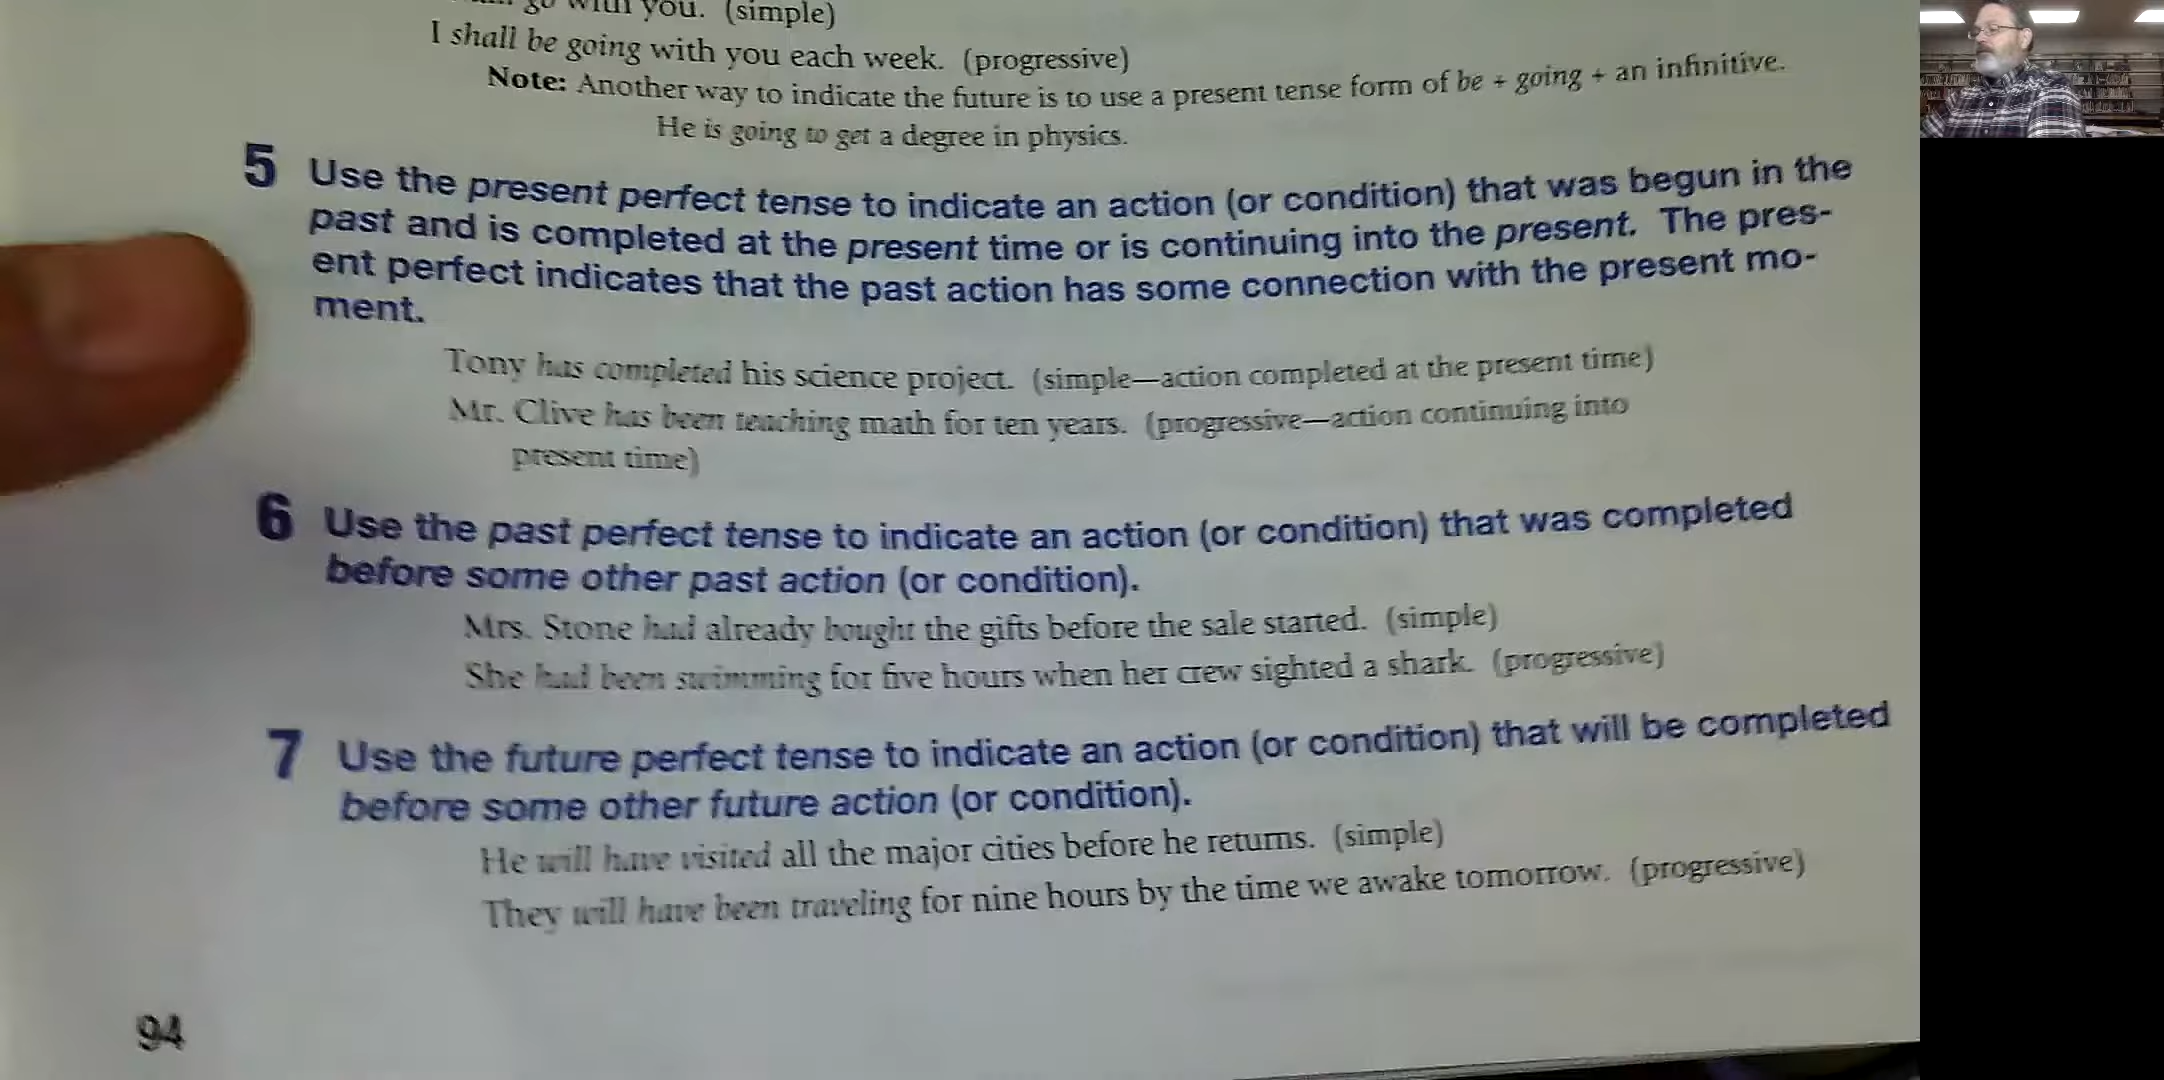 go with you. (simple)
I shall be going with you each week. (progressive)
Note: Another way to indicate the future is to use a present tense form of be + going + an infinitive.
He is going to get a degree in physics.
5 Use the present perfect tense to indicate an action (or condition) that was begun in the
past and is completed at the present time or is continuing into the present. The pres-
ent perfect indicates that the past action has some connection with the present mo-
ment.
Tony has completed his science project. (simple—action completed at the present time)
Mr. Clive has been teaching math for ten years. (progressive—action continuing into
present time)
6 Use the past perfect tense to indicate an action (or condition) that was completed
before some other past action (or condition).
Mrs. Stone had already bought the gifts before the sale started. (simple)
She had been swimming for five hours when her crew sighted a shark. (progressive)
7 Use the future perfect tense to indicate an action (or condition) that will be completed
before some other future action (or condition).
He will have visited all the major cities before he returns. (simple)
They will have been traveling for nine hours by the time we awake tomorrow. (progressive)
94